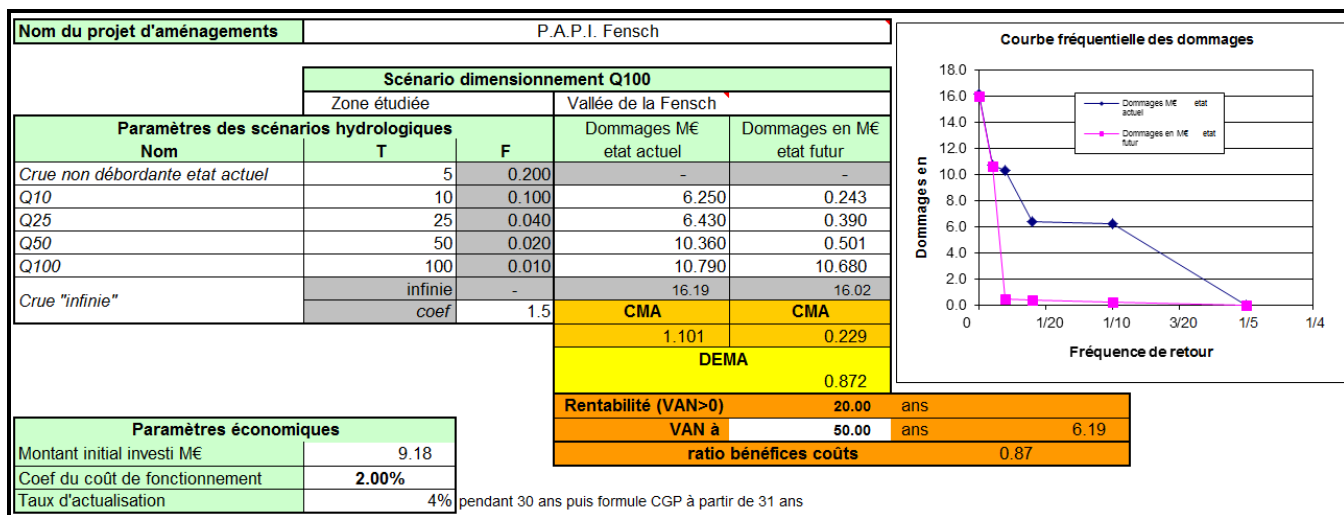 Nom du projet d'aménagements P.A.P.I. Fensch
Scénario dimensionnement Q100
Zone étudiée Vallée de la Fensch
Paramètres des scénarios hydrologiques Dommages M€ Dommages en M€
Nom T F etat actuel etat futur
Crue non débordante etat actuel 5 0.200 - -
Q10 10 0.100 6.250 0.243
Q25 25 0.040 6.430 0.390
Q50 50 0.020 10.360 0.501
Q100 100 0.010 10.790 10.680
Crue "infinie" infinie - 16.19 16.02
coef 1.5 CMA CMA
1.101 0.229
DEMA
0.872
Rentabilité (VAN>0) 20.00 ans
VAN à 50.00 ans 6.19
ratio bénéfices coûts 0.87
Paramètres économiques
Montant initial investi M€ 9.18
Coef du coût de fonctionnement 2.00%
Taux d'actualisation 4% pendant 30 ans puis formule CGP à partir de 31 ans
Courbe fréquentielle des dommages
Dommages en
18.0
16.0
14.0
12.0
10.0
8.0
6.0
4.0
2.0
0.0
Dommages M€ etat
actuel
Dommages en M€ etat
futur
0 1/20 1/10 3/20 1/5 1/4
Fréquence de retour